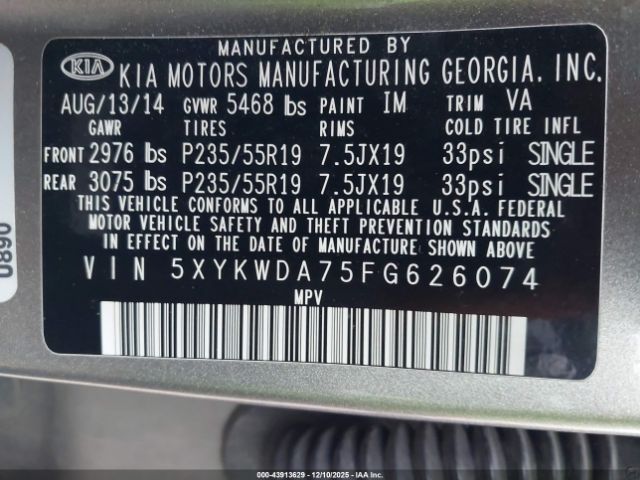 MANUFACTURED BY
KIA KIA MOTORS MANUFACTURING GEORGIA, INC.
AUG/13/14 GVWR 5468 lbs PAINT IM TRIM VA
GAWR TIRES RIMS COLD TIRE INFL
FRONT 2976 lbs P235/55R19 7.5JX19 33psi SINGLE
REAR 3075 lbs P235/55R19 7.5JX19 33psi SINGLE
THIS VEHICLE CONFORMS TO ALL APPLICABLE U.S.A. FEDERAL
MOTOR VEHICLE SAFETY AND THEFT PREVENTION STANDARDS
IN EFFECT ON THE DATE OF MANUFACTURE SHOWN ABOVE.
VIN 5XYKWDA75FG626074
MPV
0890
000-43913629 - 12/10/2025 - IAA Inc.